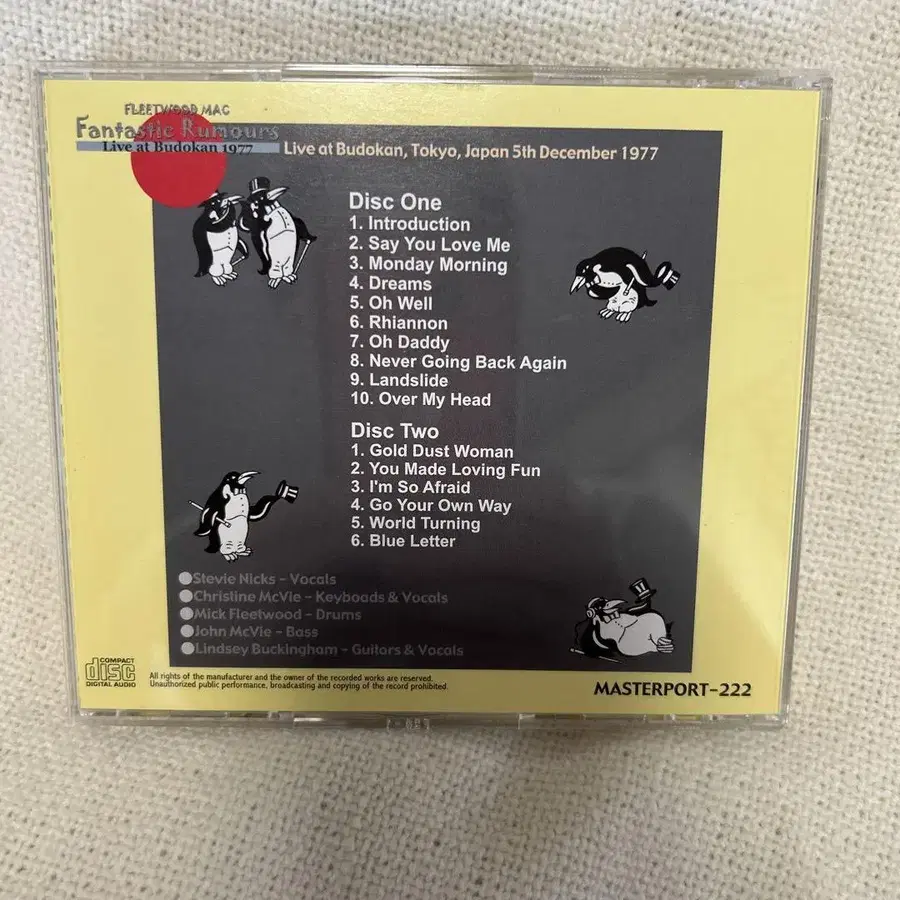 FLEETWOOD MAC
Fantastic Rumours
Live at Budokan 1977
Live at Budokan, Tokyo, Japan 5th December 1977
Disc One
1. Introduction
2. Say You Love Me
3. Monday Morning
4. Dreams
5. Oh Well
6. Rhiannon
7. Oh Daddy
8. Never Going Back Again
9. Landslide
10. Over My Head
Disc Two
1. Gold Dust Woman
2. You Made Loving Fun
3. I'm So Afraid
4. Go Your Own Way
5. World Turning
6. Blue Letter
●Stevie Nicks – Vocals
●Christine McVie – Keyboads & Vocals
●Mick Fleetwood – Drums
●John McVie – Bass
●Lindsey Buckingham – Guitors & Vocals
COMPACT
disc
DIGITAL AUDIO
All rights of the manufacturer and the owner of the recorded works are reserved.
Unauthorized public performance, broadcasting and copying of the record prohibited.
MASTERPORT-222